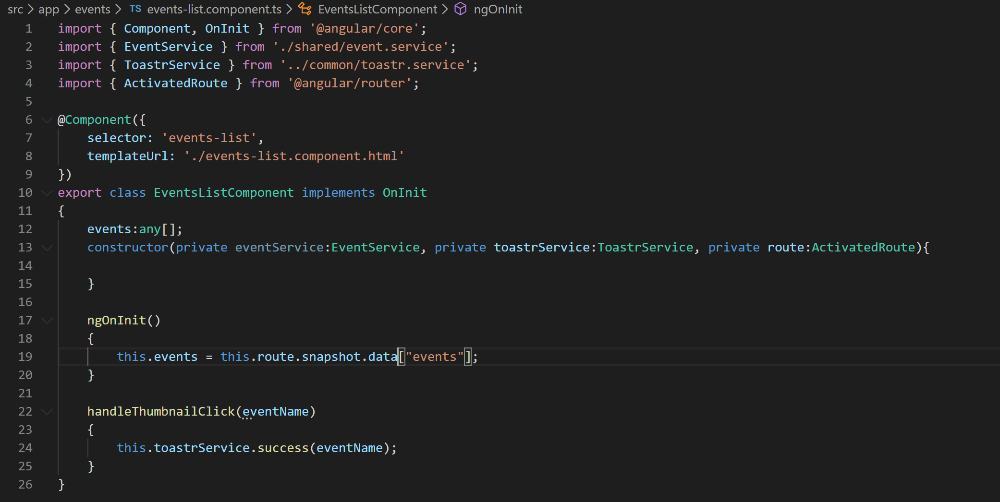 src > app > events > TS events-list.component.ts > EventsListComponent > ngOnInit
1 import { Component, OnInit } from '@angular/core';
2 import { EventService } from './shared/event.service';
3 import { ToastrService } from '../common/toastr.service';
4 import { ActivatedRoute } from '@angular/router';
5
6 @Component({
7     selector: 'events-list',
8     templateUrl: './events-list.component.html'
9 })
10 export class EventsListComponent implements OnInit
11 {
12     events:any[];
13     constructor(private eventService:EventService, private toastrService:ToastrService, private route:ActivatedRoute){
14
15     }
16
17     ngOnInit()
18     {
19         this.events = this.route.snapshot.data["events"];
20     }
21
22     handleThumbnailClick(eventName)
23     {
24         this.toastrService.success(eventName);
25     }
26 }